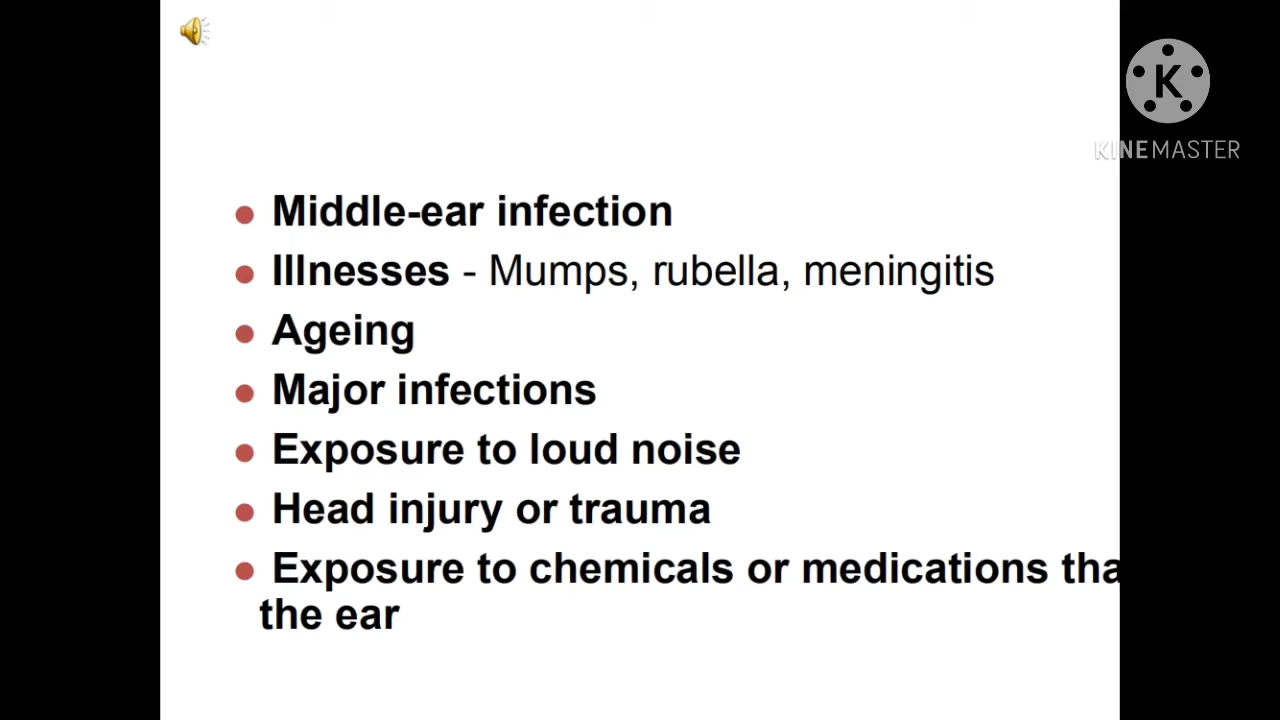 K
KINEMASTER
Middle-ear infection
Illnesses - Mumps, rubella, meningitis
Ageing
Major infections
Exposure to loud noise
Head injury or trauma
Exposure to chemicals or medications
the ear